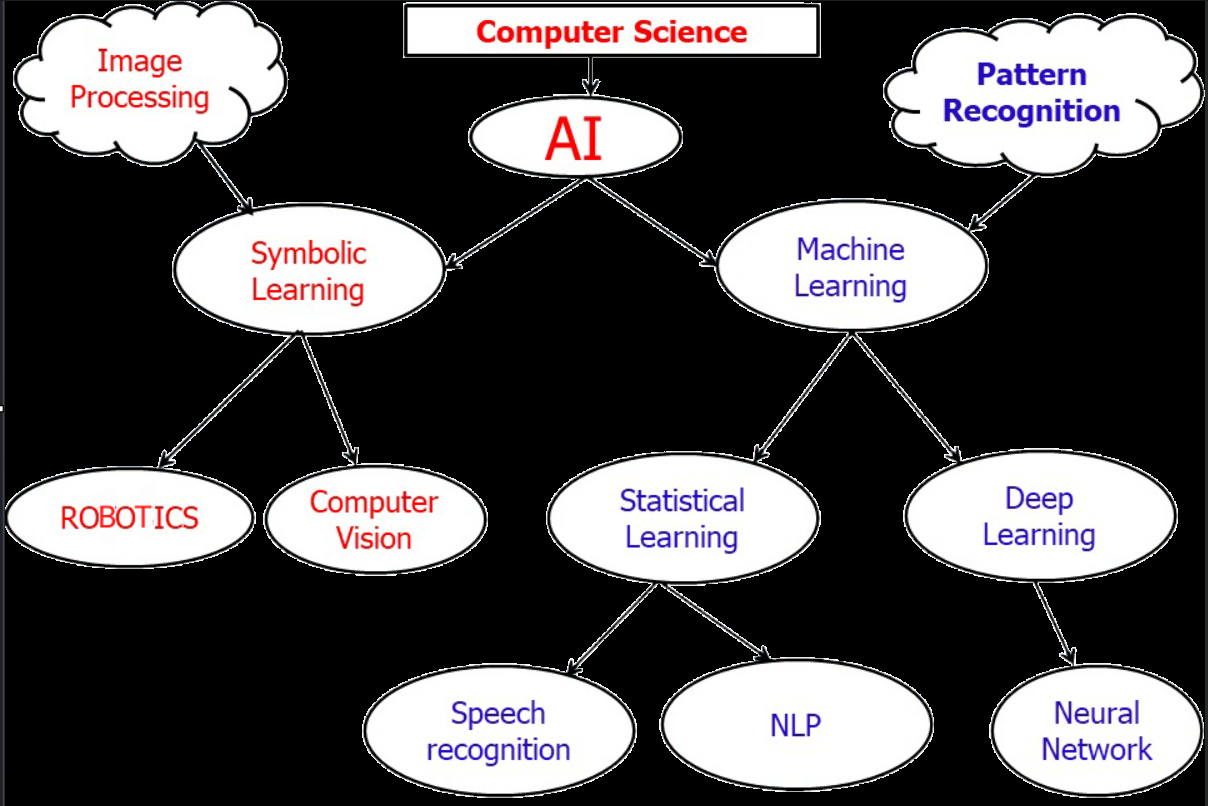 Computer Science
Image
Processing
Pattern
Recognition
AI
Symbolic
Learning
Machine
Learning
ROBOTICS
Computer
Vision
Statistical
Learning
Deep
Learning
Speech
recognition
NLP
Neural
Network